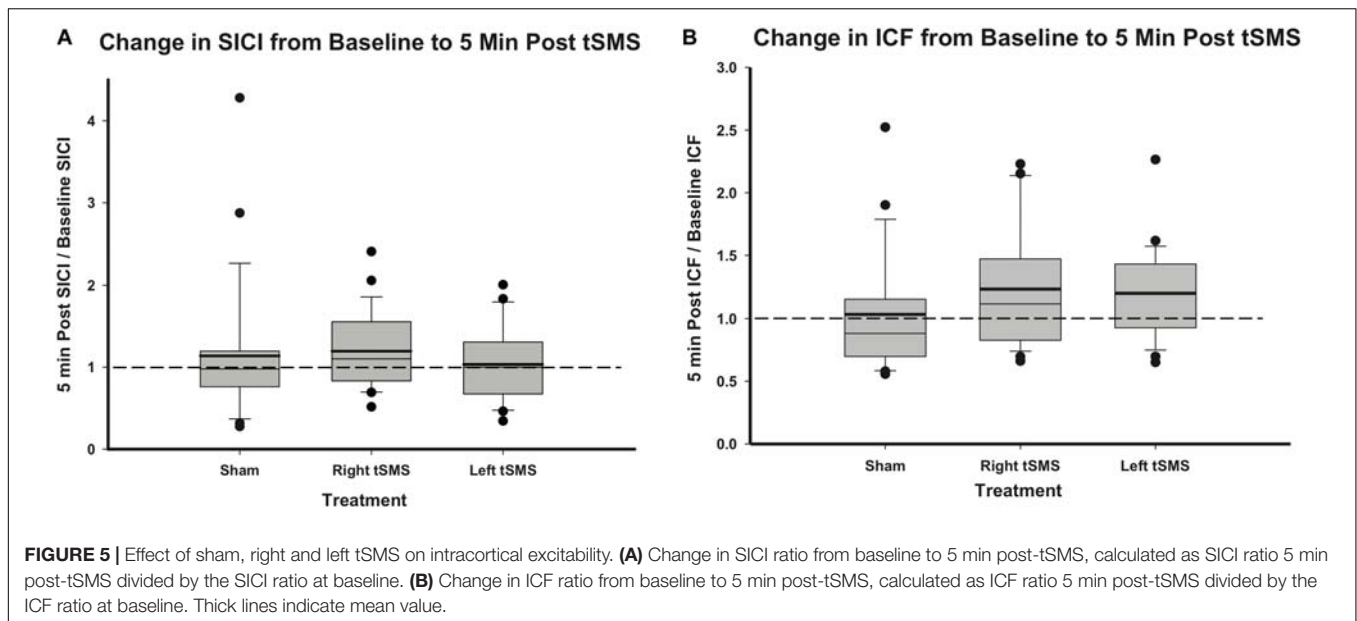 A Change in SICI from Baseline to 5 Min Post tSMS
5 min Post SICI / Baseline SICI
4
3
2
1
0
Sham Right tSMS Left tSMS
Treatment
B Change in ICF from Baseline to 5 Min Post tSMS
5 min Post ICF / Baseline ICF
3.0
2.5
2.0
1.5
1.0
0.5
0.0
Sham Right tSMS Left tSMS
Treatment
FIGURE 5 | Effect of sham, right and left tSMS on intracortical excitability. (A) Change in SICI ratio from baseline to 5 min post-tSMS, calculated as SICI ratio 5 min
post-tSMS divided by the SICI ratio at baseline. (B) Change in ICF ratio from baseline to 5 min post-tSMS, calculated as ICF ratio 5 min post-tSMS divided by the
ICF ratio at baseline. Thick lines indicate mean value.